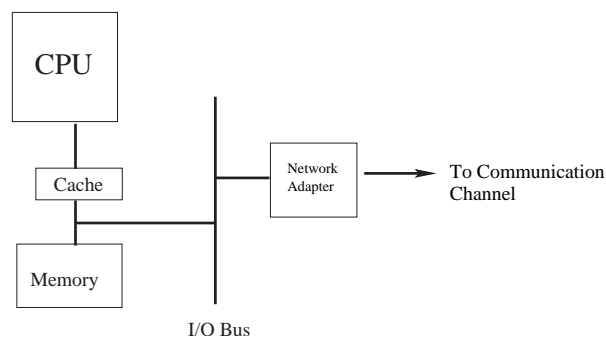 CPU
Cache
Memory
Network
Adapter
To Communication
Channel
I/O Bus